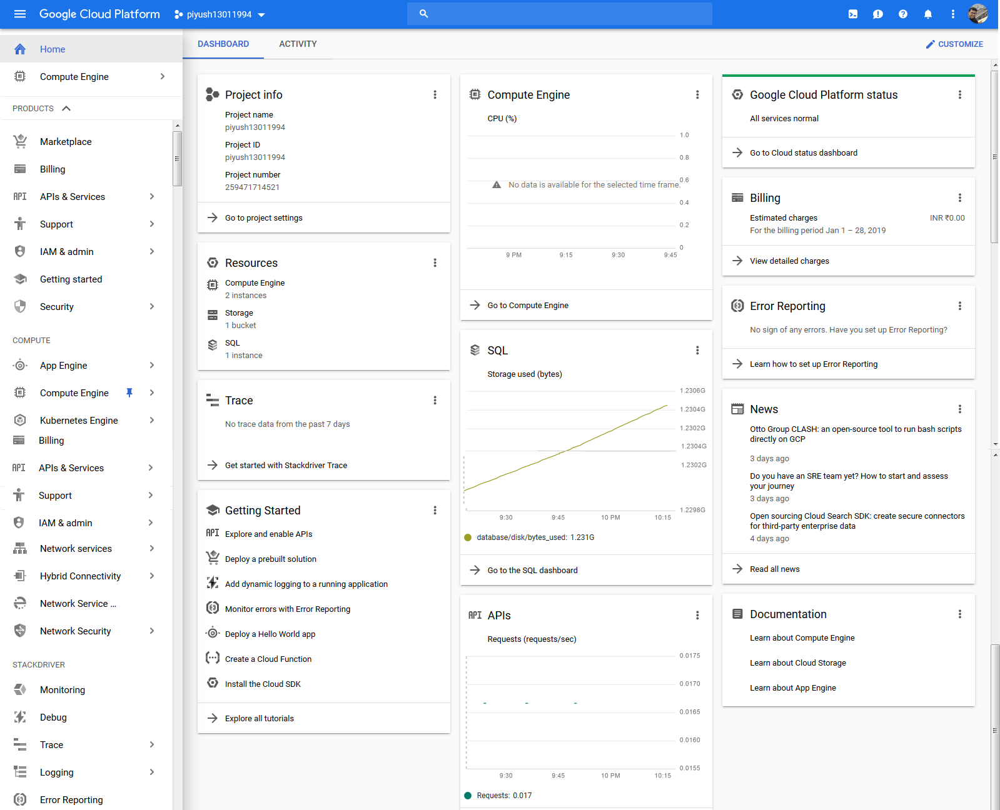 Google Cloud Platform
piyush13011994
Home
Compute Engine
PRODUCTS
Marketplace
Billing
API
APIs & Services
Support
IAM & admin
Getting started
Security
COMPUTE
App Engine
Compute Engine
Kubernetes Engine
Billing
API
APIs & Services
Support
IAM & admin
Network services
Hybrid Connectivity
Network Service ...
Network Security
STACKDRIVER
Monitoring
Debug
Trace
Logging
Error Reporting
DASHBOARD
ACTIVITY
CUSTOMIZE
Project info
Project name
piyush13011994
Project ID
piyush13011994
Project number
259471714521
Go to project settings
Resources
Compute Engine
2 instances
Storage
1 bucket
SQL
1 instance
Trace
No trace data from the past 7 days
Get started with Stackdriver Trace
Getting Started
API
Explore and enable APIs
Deploy a prebuilt solution
Add dynamic logging to a running application
Monitor errors with Error Reporting
Deploy a Hello World app
Create a Cloud Function
Install the Cloud SDK
Explore all tutorials
Compute Engine
CPU (%)
1.0
0.8
0.6
No data is available for the selected time frame.
0.4
0.2
0
9 PM 9:15 9:30 9:45
Go to Compute Engine
SQL
Storage used (bytes)
1.2306G
1.2304G
1.2302G
1.2304G
1.2302G
1.2298G
9:30 9:45 10 PM 10:15
database/disk/bytes_used: 1.231G
Go to the SQL dashboard
API
APIs
Requests (requests/sec)
0.0175
0.0170
0.0165
0.0160
0.0155
9:30 9:45 10 PM 10:15
Requests: 0.017
Google Cloud Platform status
All services normal
Go to Cloud status dashboard
Billing
Estimated charges INR ₹0.00
For the billing period Jan 1 – 28, 2019
View detailed charges
Error Reporting
No sign of any errors. Have you set up Error Reporting?
Learn how to set up Error Reporting
News
Otto Group CLASH: an open-source tool to run bash scripts
directly on GCP
3 days ago
Do you have an SRE team yet? How to start and assess
your journey
3 days ago
Open sourcing Cloud Search SDK: create secure connectors
for third-party enterprise data
4 days ago
Read all news
Documentation
Learn about Compute Engine
Learn about Cloud Storage
Learn about App Engine